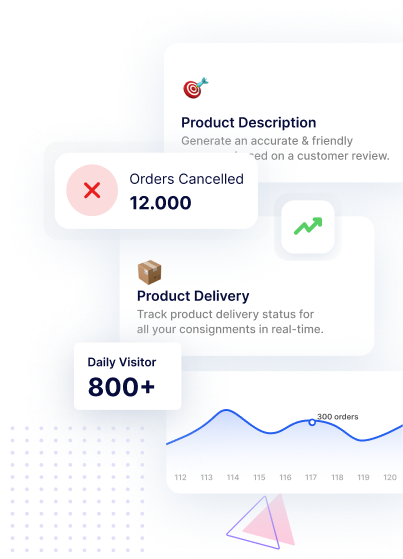 Product Description
Generate an accurate & friendly
on a customer review.
Orders Cancelled
12.000
Product Delivery
Track product delivery status for
all your consignments in real-time.
Daily Visitor
800+
300 orders
112 113 114 115 116 117 118 119 120